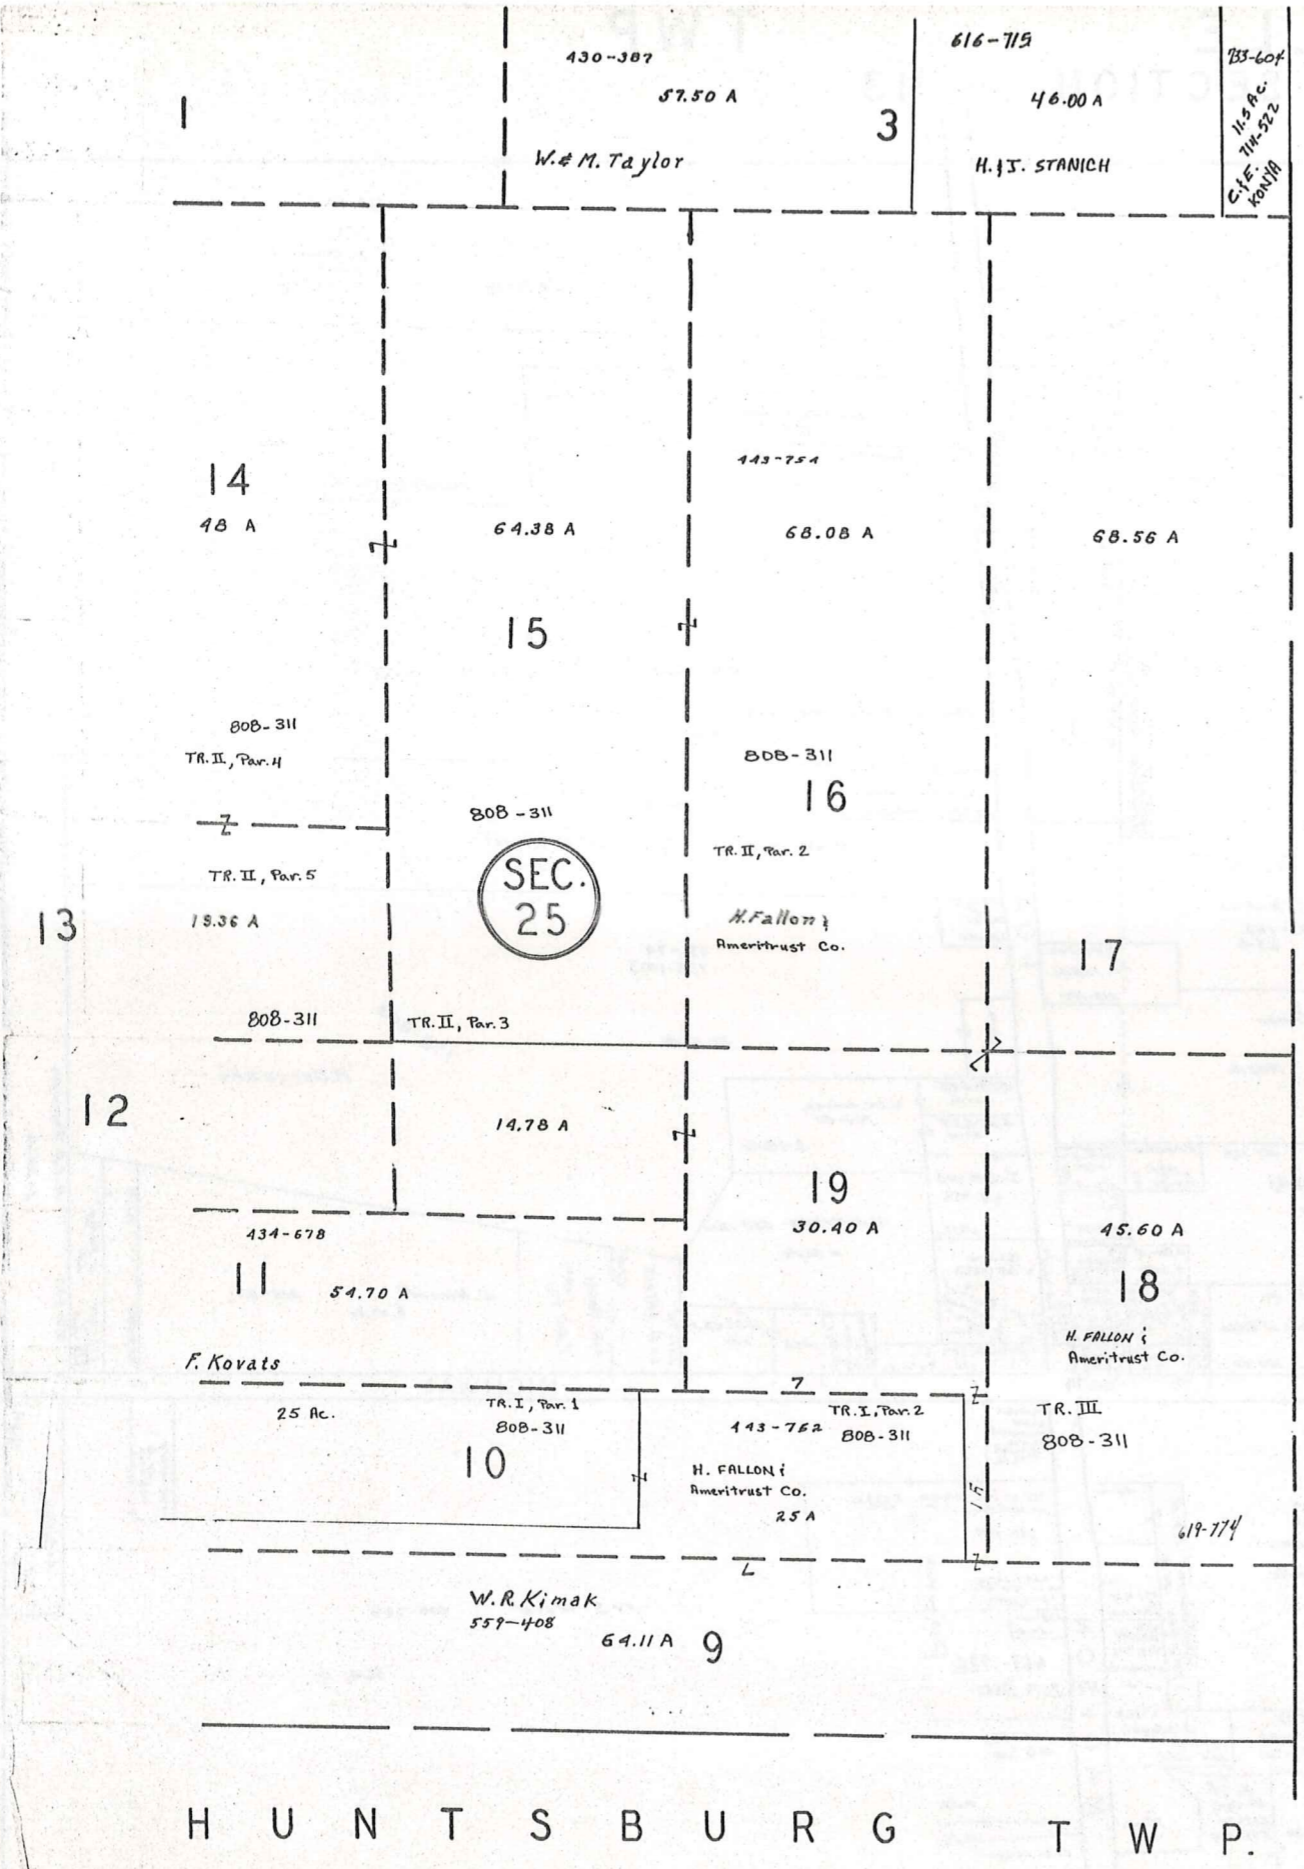 1
430-387
57.50 A
W. & M. Taylor
3
616-715
46.00 A
H. & J. STANICH
733-604
11.5 Ac.
C. & E. 714-522
KONYA
14
48 A
64.38 A
15
443-754
68.08 A
68.56 A
808-311
TR. II, Par. 4
808-311
808-311
16
TR. II, Par. 5
13
SEC.
25
TR. II, Par. 2
H. Fallon &
Ameritrust Co.
17
808-311
TR. II, Par. 3
12
14.78 A
19
30.40 A
45.60 A
434-678
11
54.70 A
18
H. FALLON &
Ameritrust Co.
F. Kovats
25 Ac.
TR. I, Par. 1
808-311
10
TR. I, Par. 2
443-762
808-311
H. FALLON &
Ameritrust Co.
25 A
1 A
TR. III
808-311
619-774
W. R. Kimak
559-408
64.11 A
9
HUNTSBURG TWP.